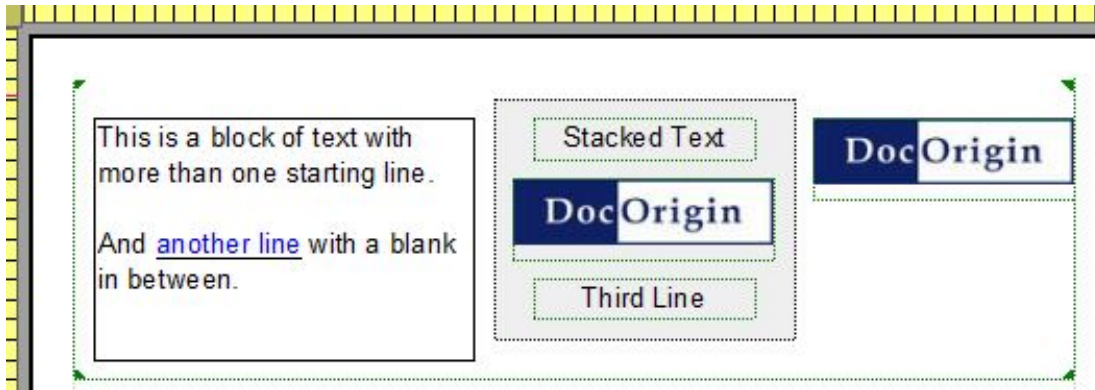 This is a block of text with
more than one starting line.
And another line with a blank
in between.
Stacked Text
DocOrigin
Third Line
DocOrigin